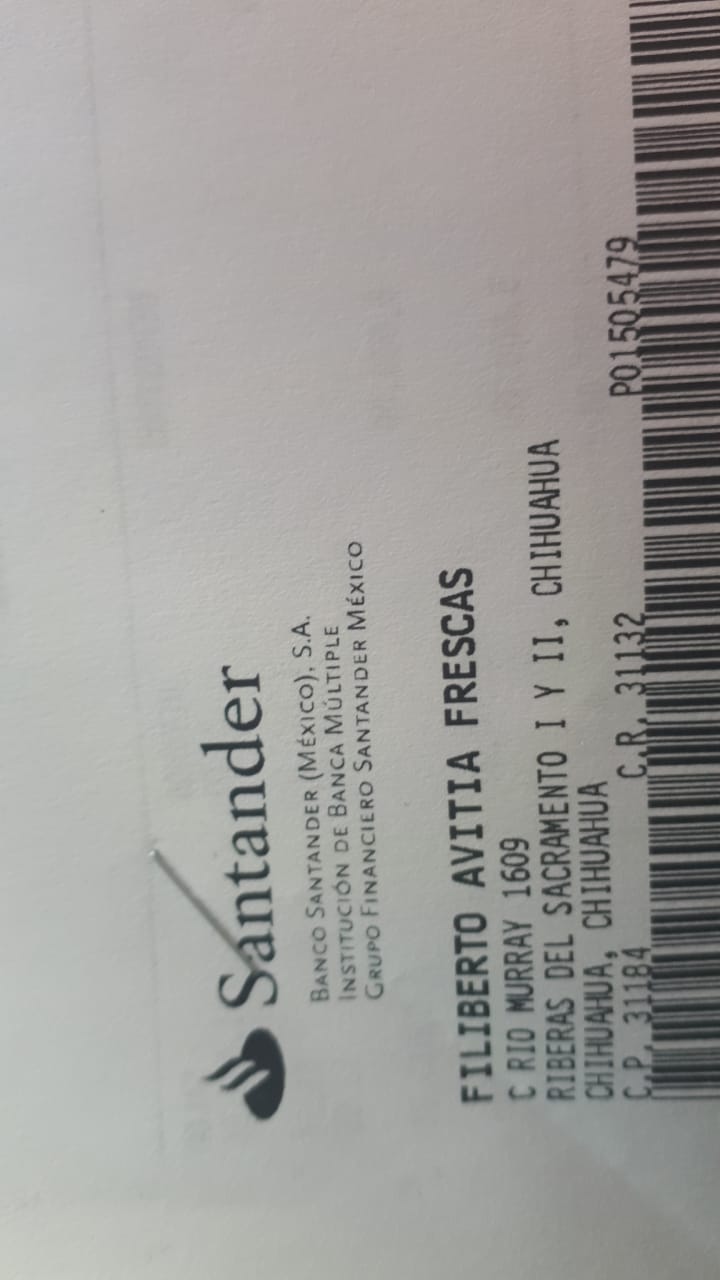 Santander
BANCO SANTANDER (MÉXICO), S.A.
INSTITUCIÓN DE BANCA MÚLTIPLE
GRUPO FINANCIERO SANTANDER MÉXICO
FILIBERTO AVITIA FRESCAS
C RIO MURRAY 1609
RIBERAS DEL SACRAMENTO I Y II, CHIHUAHUA
CHIHUAHUA, CHIHUAHUA
C.P. 31184 C.R. 31132 P01505479